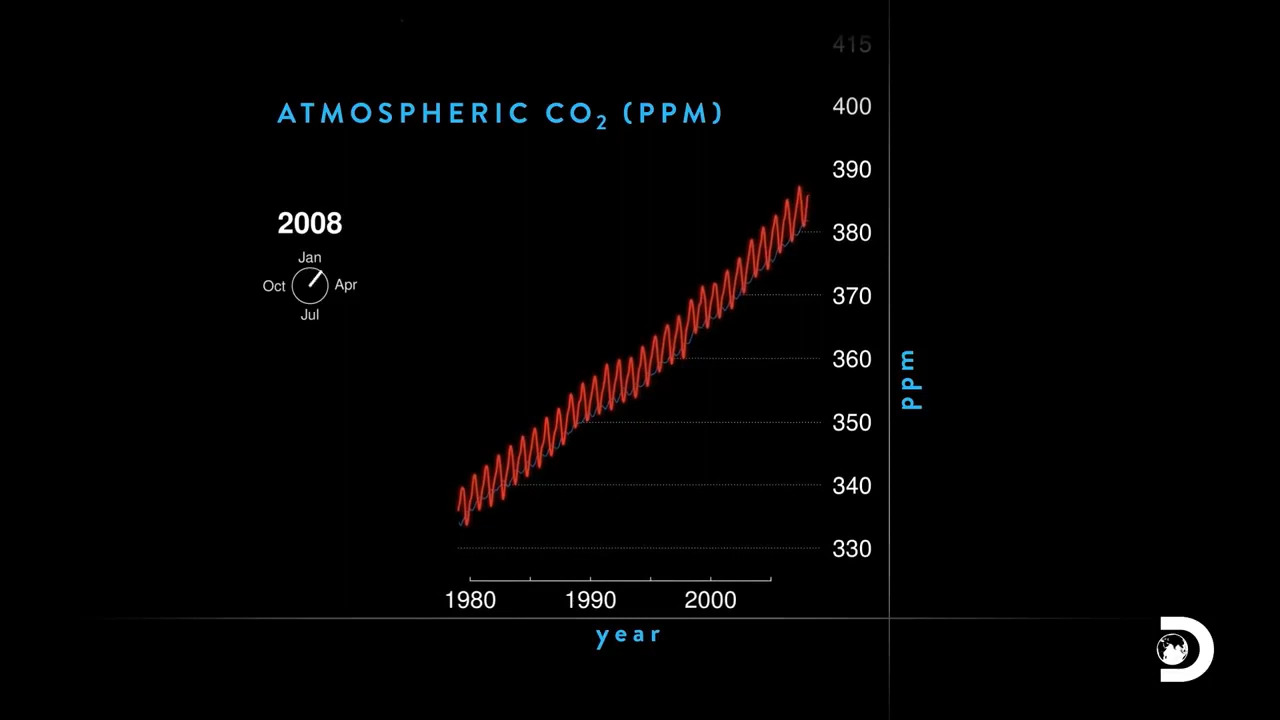 415
ATMOSPHERIC CO₂ (PPM)
400
390
2008
380
Jan
Oct Apr
Jul
370
360
ppm
350
340
330
1980 1990 2000
year